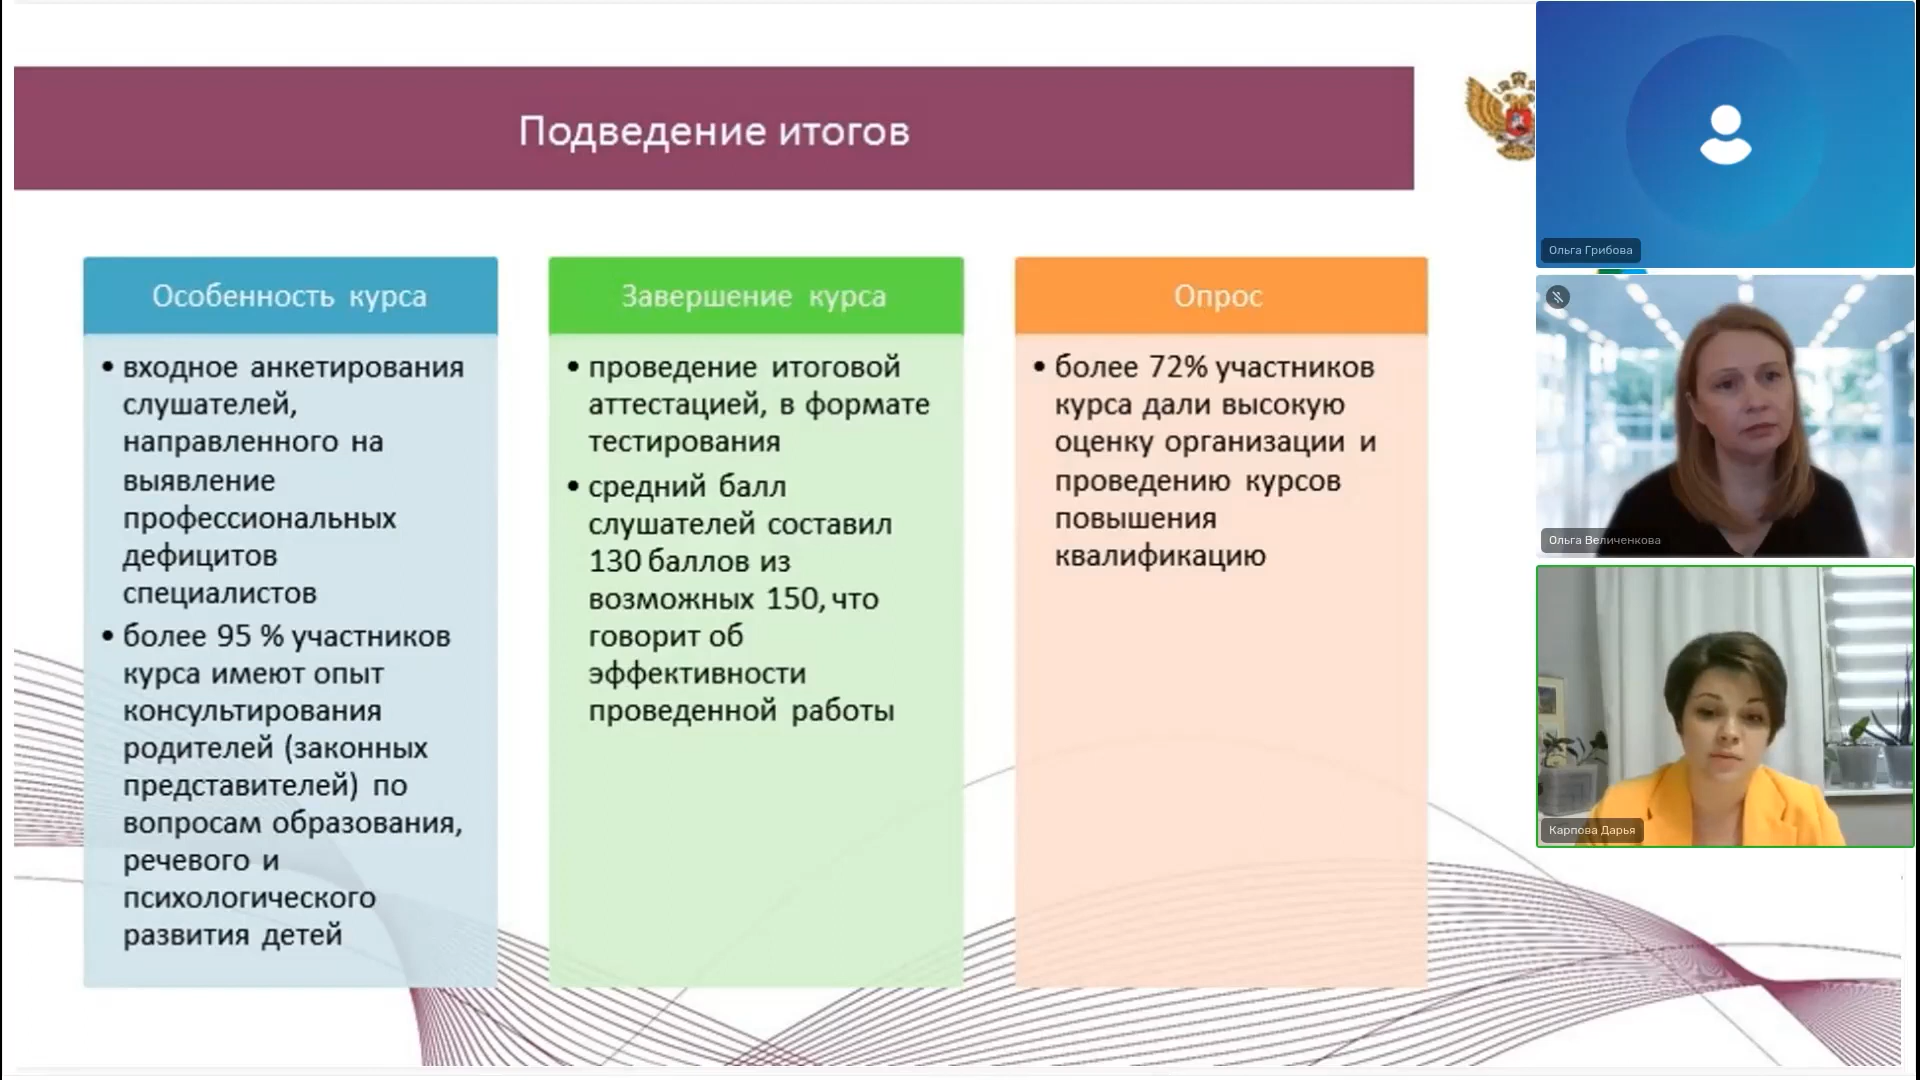 Подведение итогов
Особенность курса
• входное анкетирования
слушателей,
направленного на
выявление
профессиональных
дефицитов
специалистов
• более 95 % участников
курса имеют опыт
консультирования
родителей (законных
представителей) по
вопросам образования,
речевого и
психологического
развития детей
Завершение курса
• проведение итоговой
аттестацией, в формате
тестирования
• средний балл
слушателей составил
130 баллов из
возможных 150, что
говорит об
эффективности
проведенной работы
Опрос
• более 72% участников
курса дали высокую
оценку организации и
проведению курсов
повышения
квалификацию
Ольга Грибова
Ольга Величенкова
Карпова Дарья